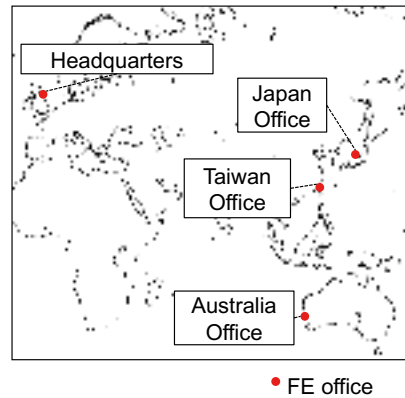 Headquarters
Japan
Office
Taiwan
Office
Australia
Office
FE office